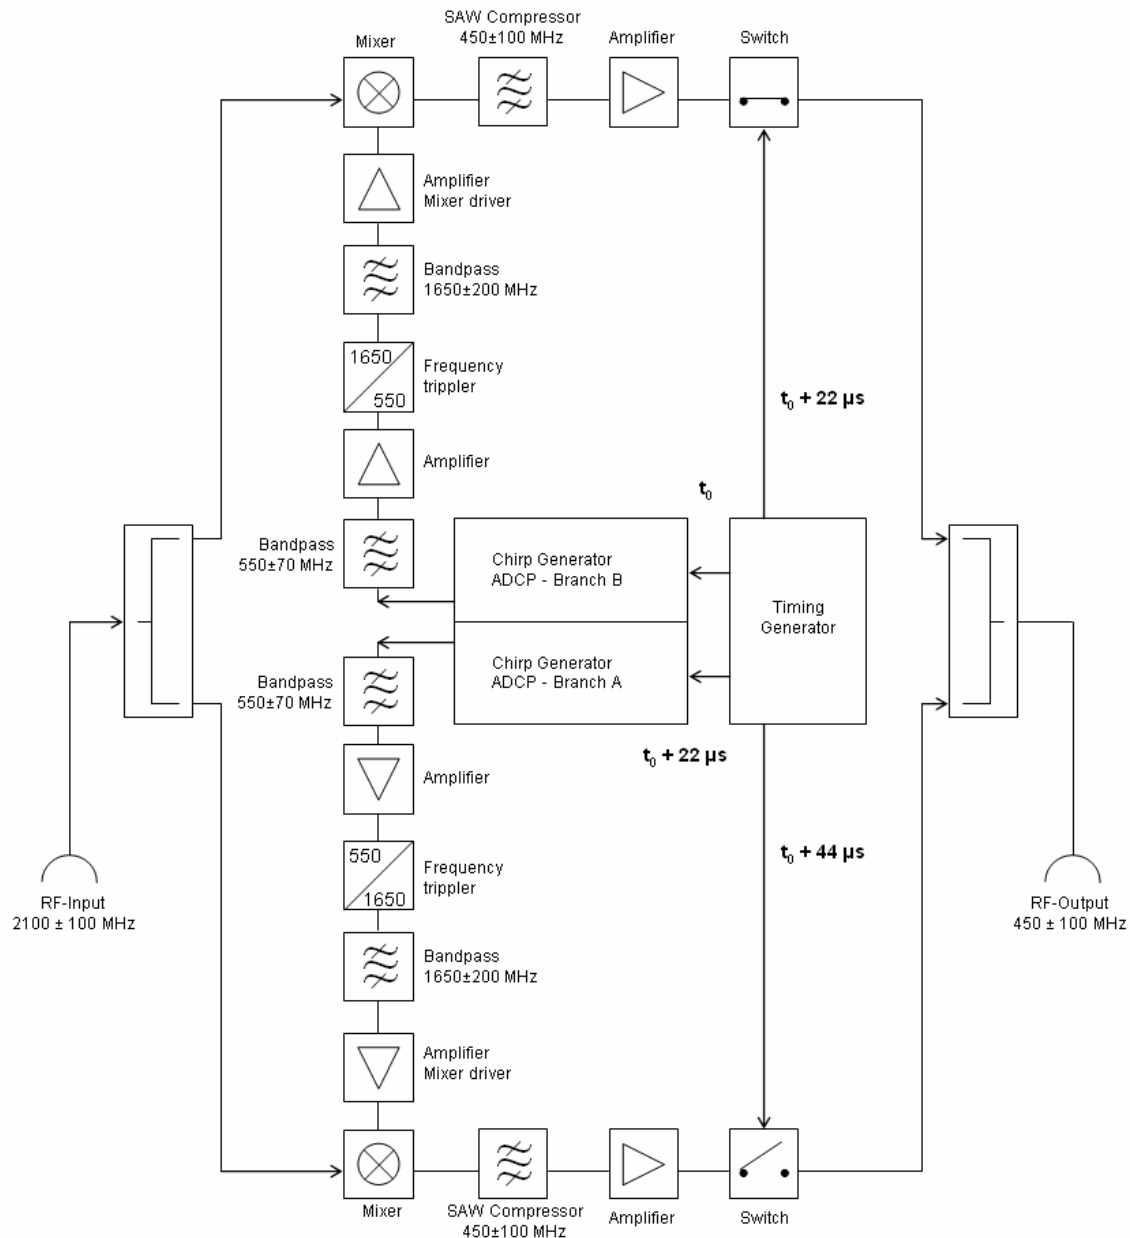 SAW Compressor
450±100 MHz
Amplifier
Switch
Mixer
Amplifier
Mixer driver
Bandpass
1650±200 MHz
1650
550
Frequency
trippler
t0 + 22 µs
Amplifier
t0
Bandpass
550±70 MHz
Chirp Generator
ADCP - Branch B
Timing
Generator
Chirp Generator
ADCP - Branch A
Bandpass
550±70 MHz
t0 + 22 µs
Amplifier
550
1650
Frequency
trippler
t0 + 44 µs
RF-Input
2100 ± 100 MHz
RF-Output
450 ± 100 MHz
Bandpass
1650±200 MHz
Amplifier
Mixer driver
Mixer
SAW Compressor
450±100 MHz
Amplifier
Switch